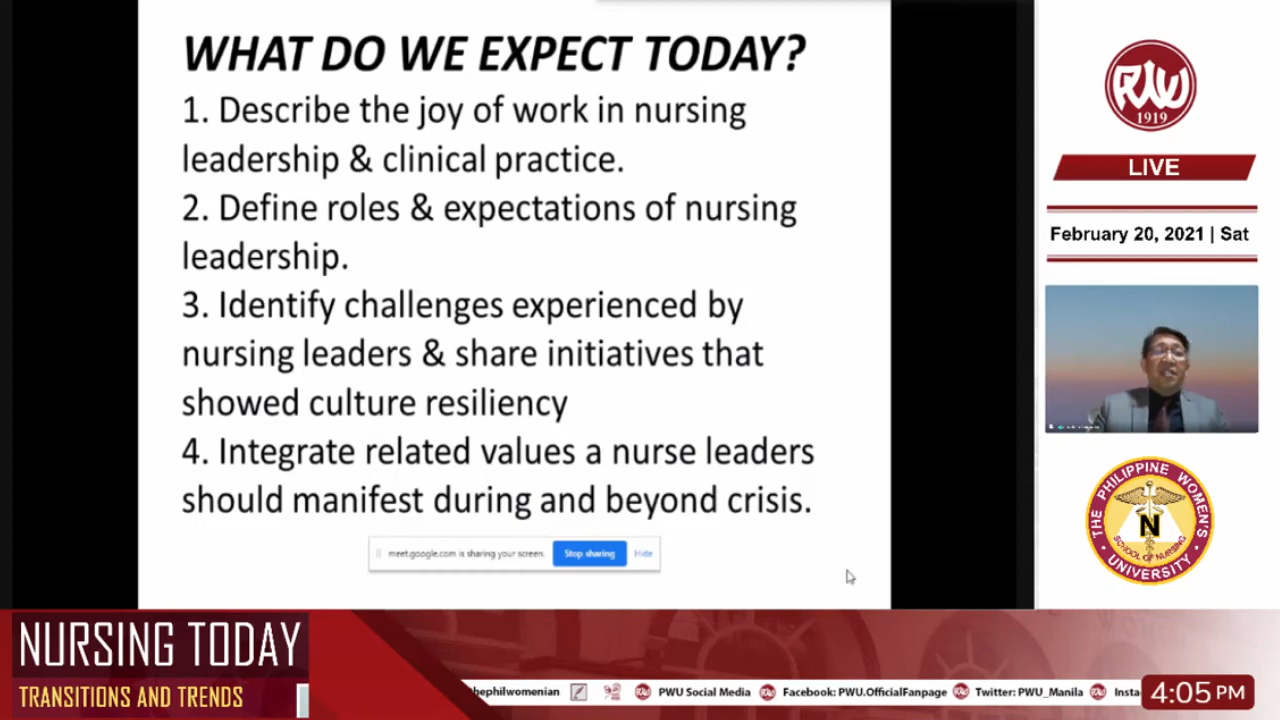 WHAT DO WE EXPECT TODAY?
1. Describe the joy of work in nursing
leadership & clinical practice.
2. Define roles & expectations of nursing
leadership.
3. Identify challenges experienced by
nursing leaders & share initiatives that
showed culture resiliency
4. Integrate related values a nurse leaders
should manifest during and beyond crisis.
meet.google.com is sharing your screen.
Stop sharing
Hide
PWU
1919
LIVE
February 20, 2021 | Sat
THE PHILIPPINE WOMEN'S
N
SCHOOL OF NURSING
UNIVERSITY
NURSING TODAY
TRANSITIONS AND TRENDS
hephilwomenian
PWU Social Media
Facebook: PWU.OfficialFanpage
Twitter: PWU_Manila
Insta
4:05 PM